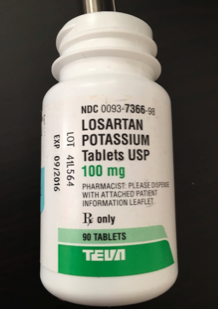 NDC 0093-7366-98
LOSARTAN
POTASSIUM
Tablets USP
100 mg
PHARMACIST: PLEASE DISPENSE
WITH ATTACHED PATIENT
INFORMATION LEAFLET.
Rx only
90 TABLETS
TEVA
LOT 41L564
EXP 09/2016